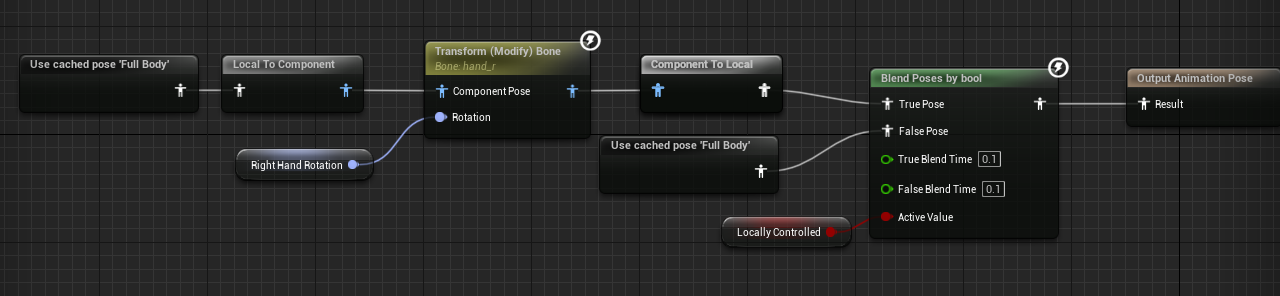 Use cached pose 'Full Body'
Local To Component
Transform (Modify) Bone
Bone: hand_r
Component Pose
Rotation
Right Hand Rotation
Component To Local
Use cached pose 'Full Body'
Locally Controlled
Blend Poses by bool
True Pose
False Pose
True Blend Time 0.1
False Blend Time 0.1
Active Value
Output Animation Pose
Result